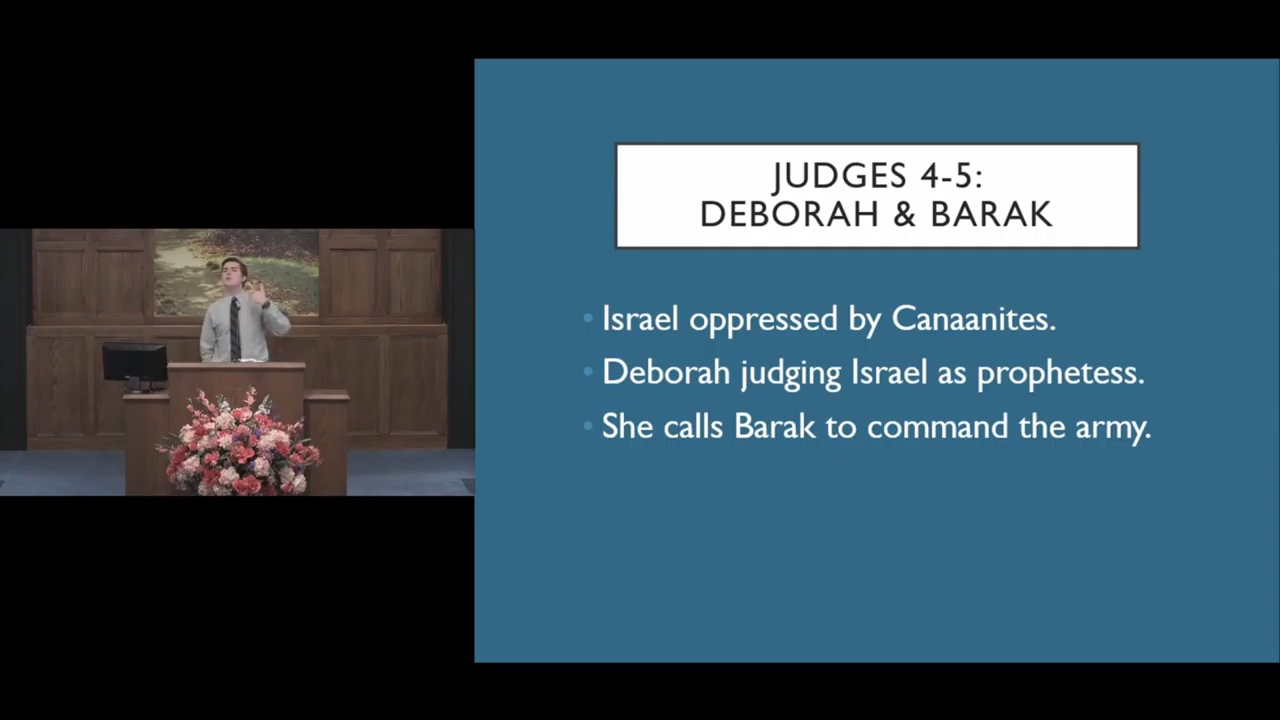 JUDGES 4-5:
DEBORAH & BARAK
• Israel oppressed by Canaanites.
• Deborah judging Israel as prophetess.
• She calls Barak to command the army.